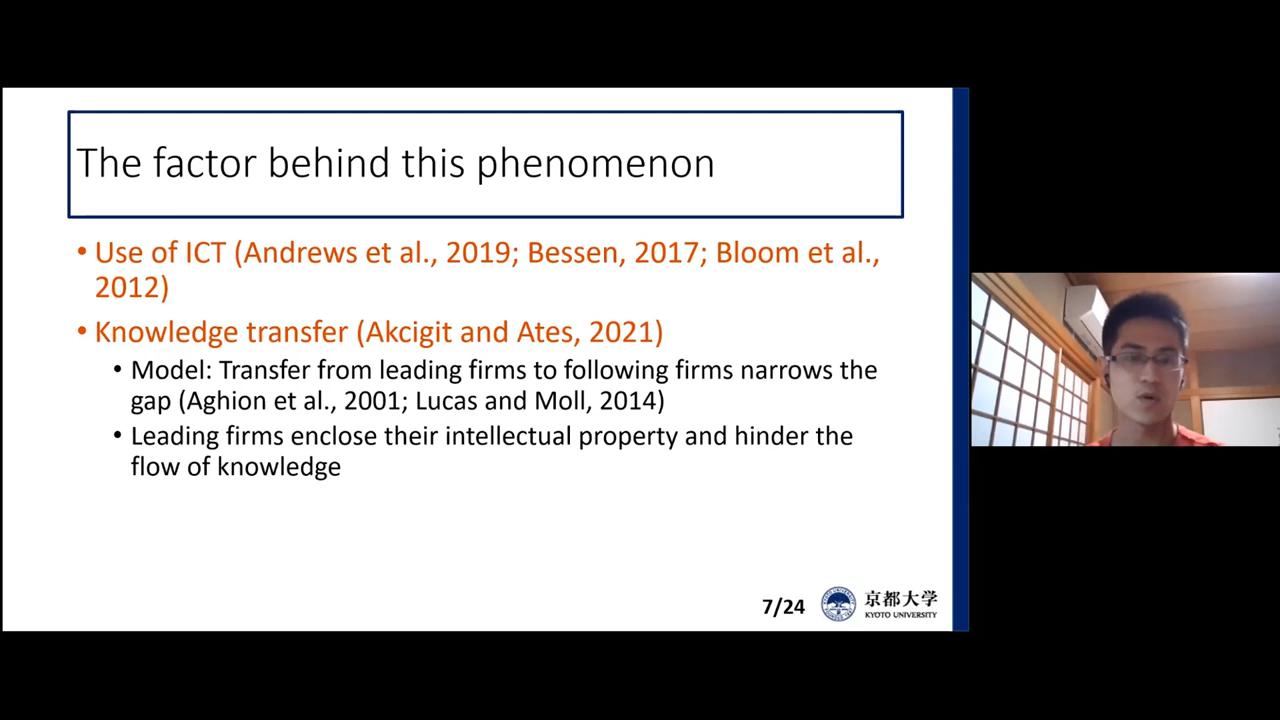 The factor behind this phenomenon
• Use of ICT (Andrews et al., 2019; Bessen, 2017; Bloom et al.,
2012)
• Knowledge transfer (Akcigit and Ates, 2021)
• Model: Transfer from leading firms to following firms narrows the
gap (Aghion et al., 2001; Lucas and Moll, 2014)
• Leading firms enclose their intellectual property and hinder the
flow of knowledge
7/24
京都大学
KYOTO UNIVERSITY